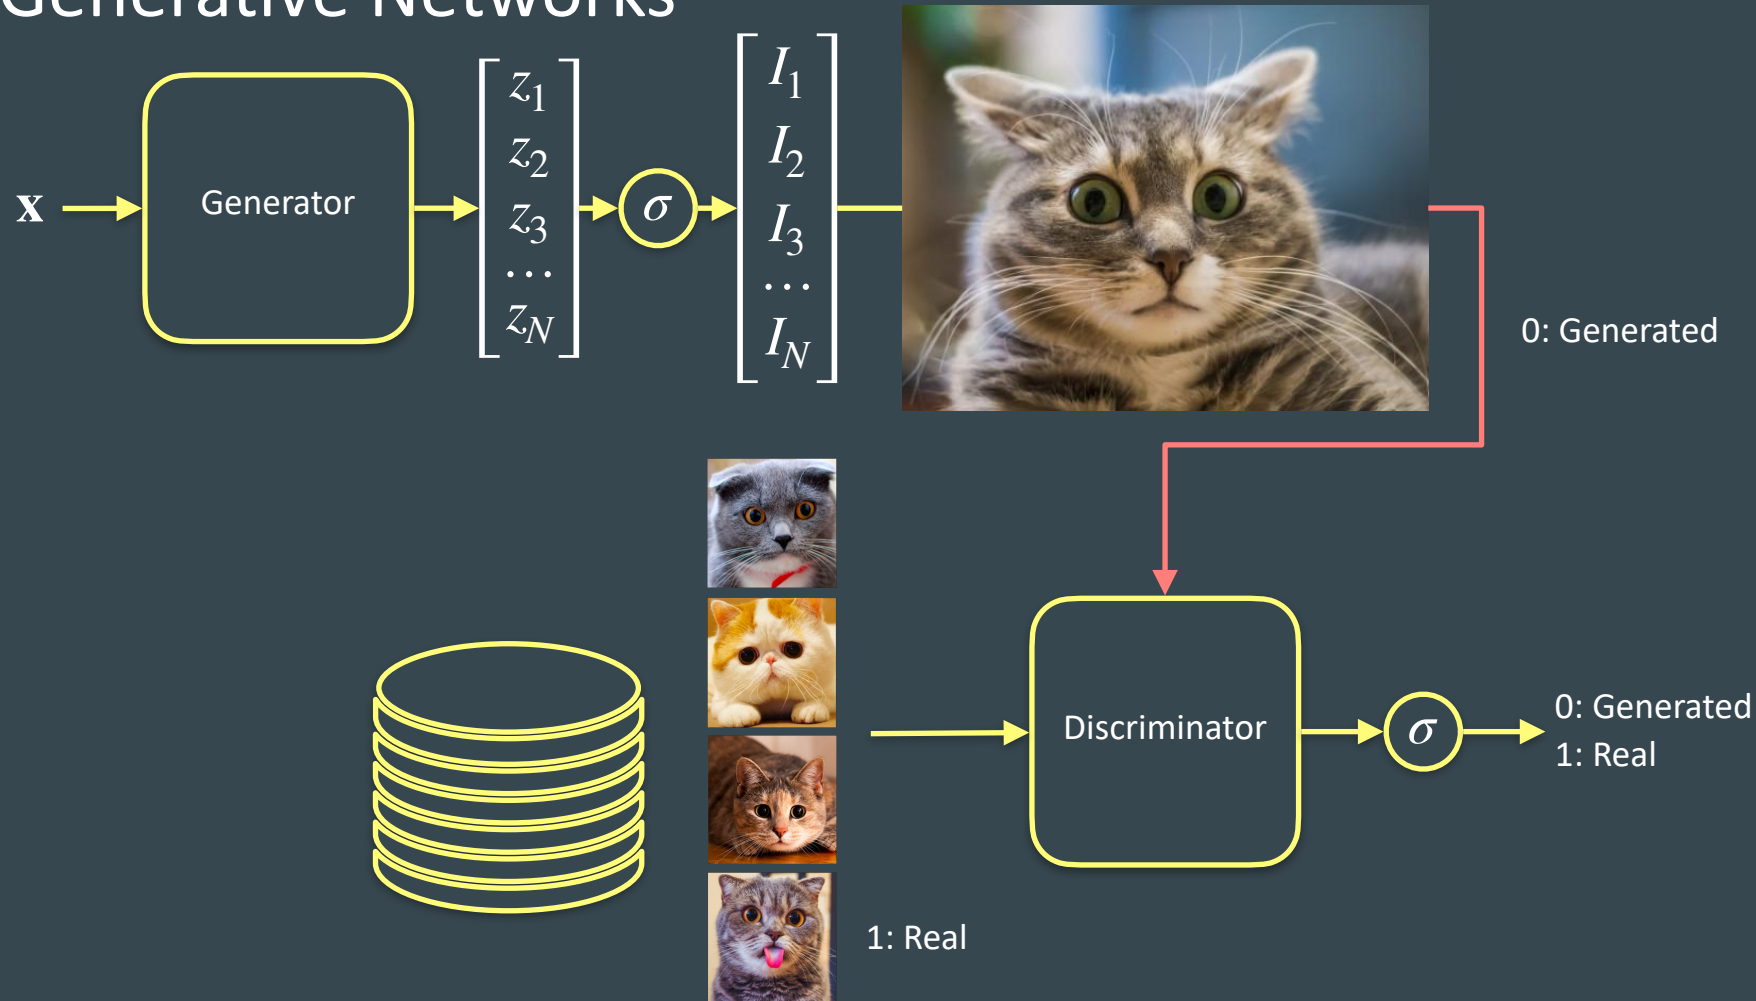 Generative Networks
x
Generator
z1
z2
z3
...
zN
σ
I1
I2
I3
...
IN
0: Generated
Discriminator
σ
0: Generated
1: Real
1: Real